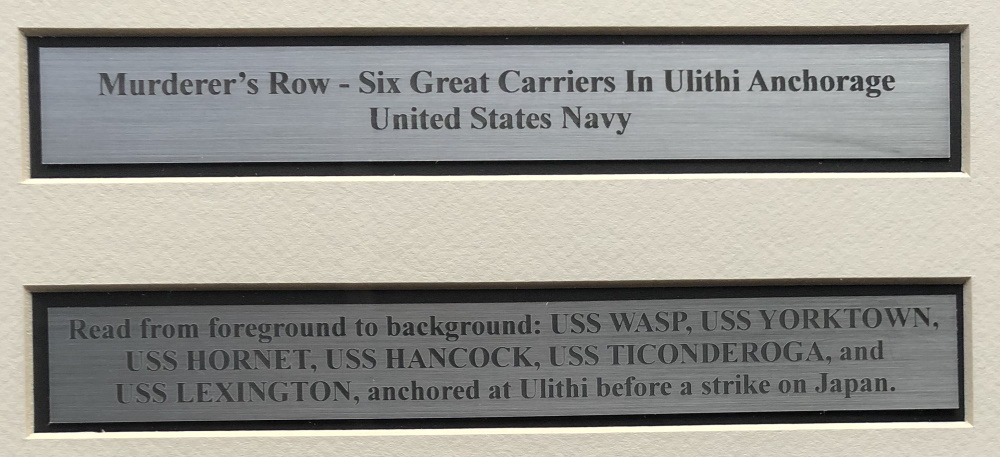 Murderer’s Row - Six Great Carriers In Ulithi Anchorage
United States Navy
Read from foreground to background: USS WASP, USS YORKTOWN,
USS HORNET, USS HANCOCK, USS TICONDEROGA, and
USS LEXINGTON, anchored at Ulithi before a strike on Japan.